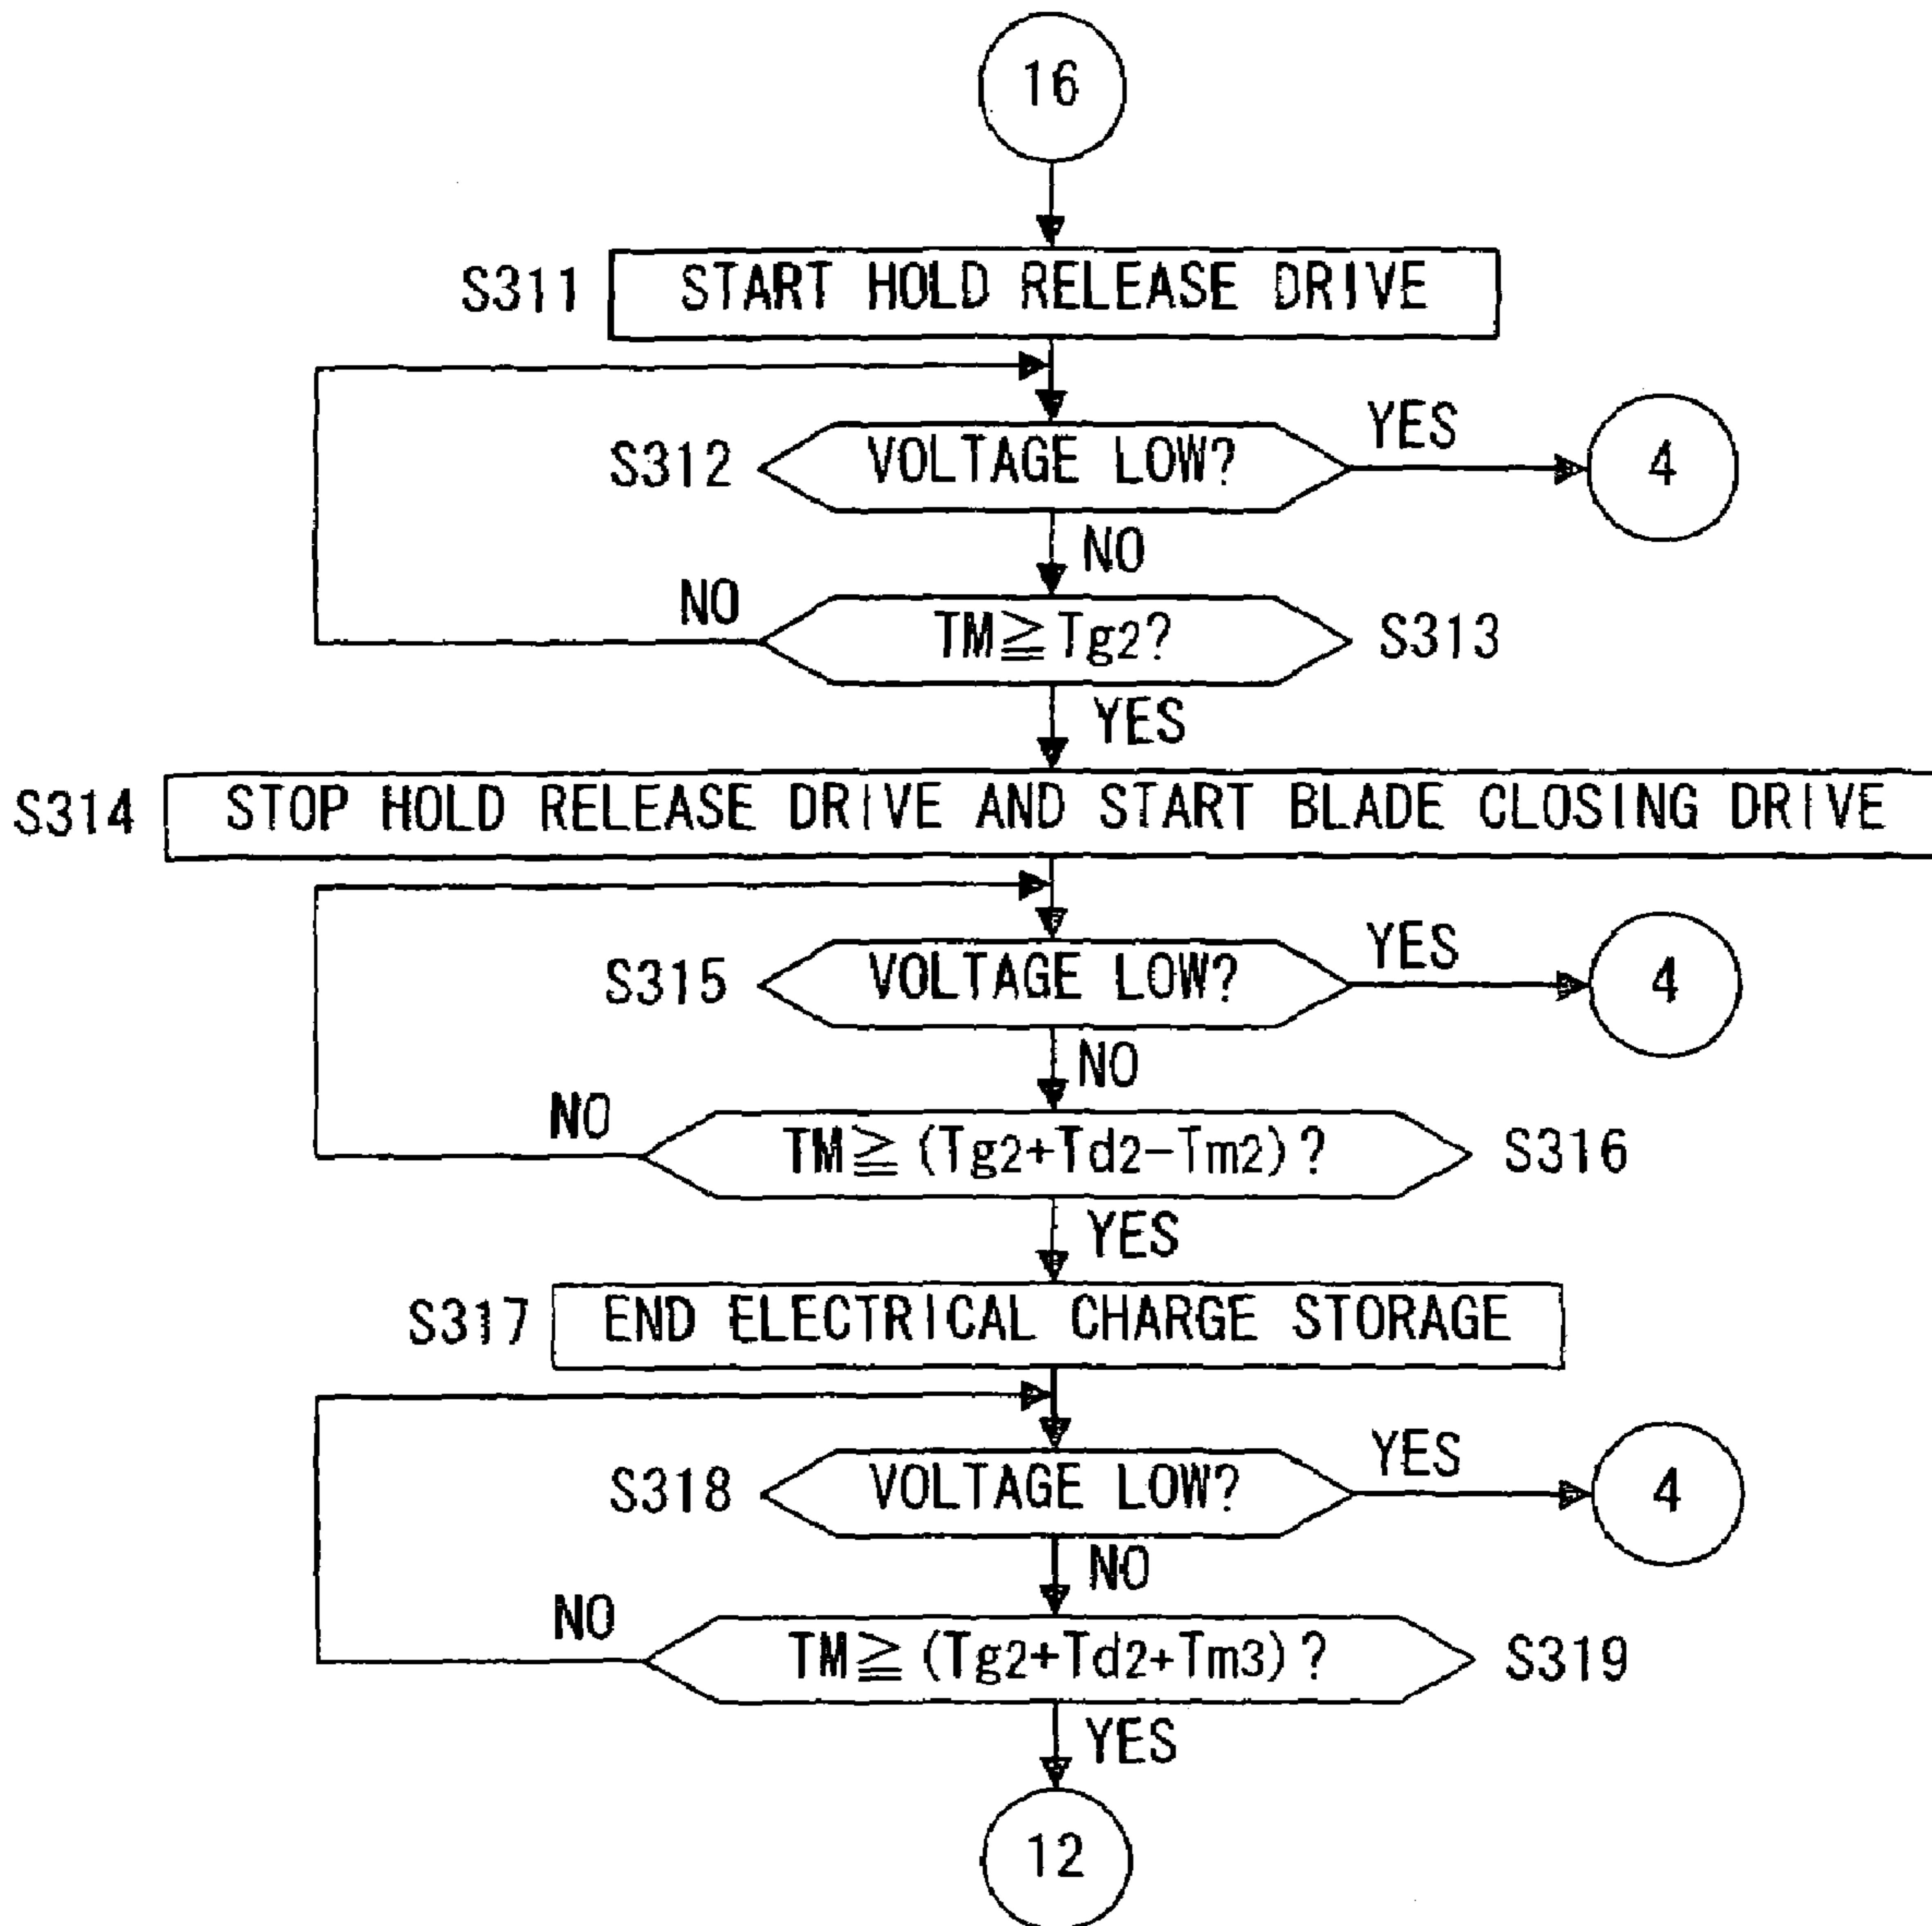 16
S311 START HOLD RELEASE DRIVE
S312 VOLTAGE LOW? YES 4
NO
NO TM≧Tg2? S313
YES
S314 STOP HOLD RELEASE DRIVE AND START BLADE CLOSING DRIVE
S315 VOLTAGE LOW? YES 4
NO
NO TM≧(Tg2+Td2-Tm2)? S316
YES
S317 END ELECTRICAL CHARGE STORAGE
S318 VOLTAGE LOW? YES 4
NO
NO TM≧(Tg2+Td2+Tm3)? S319
YES
12